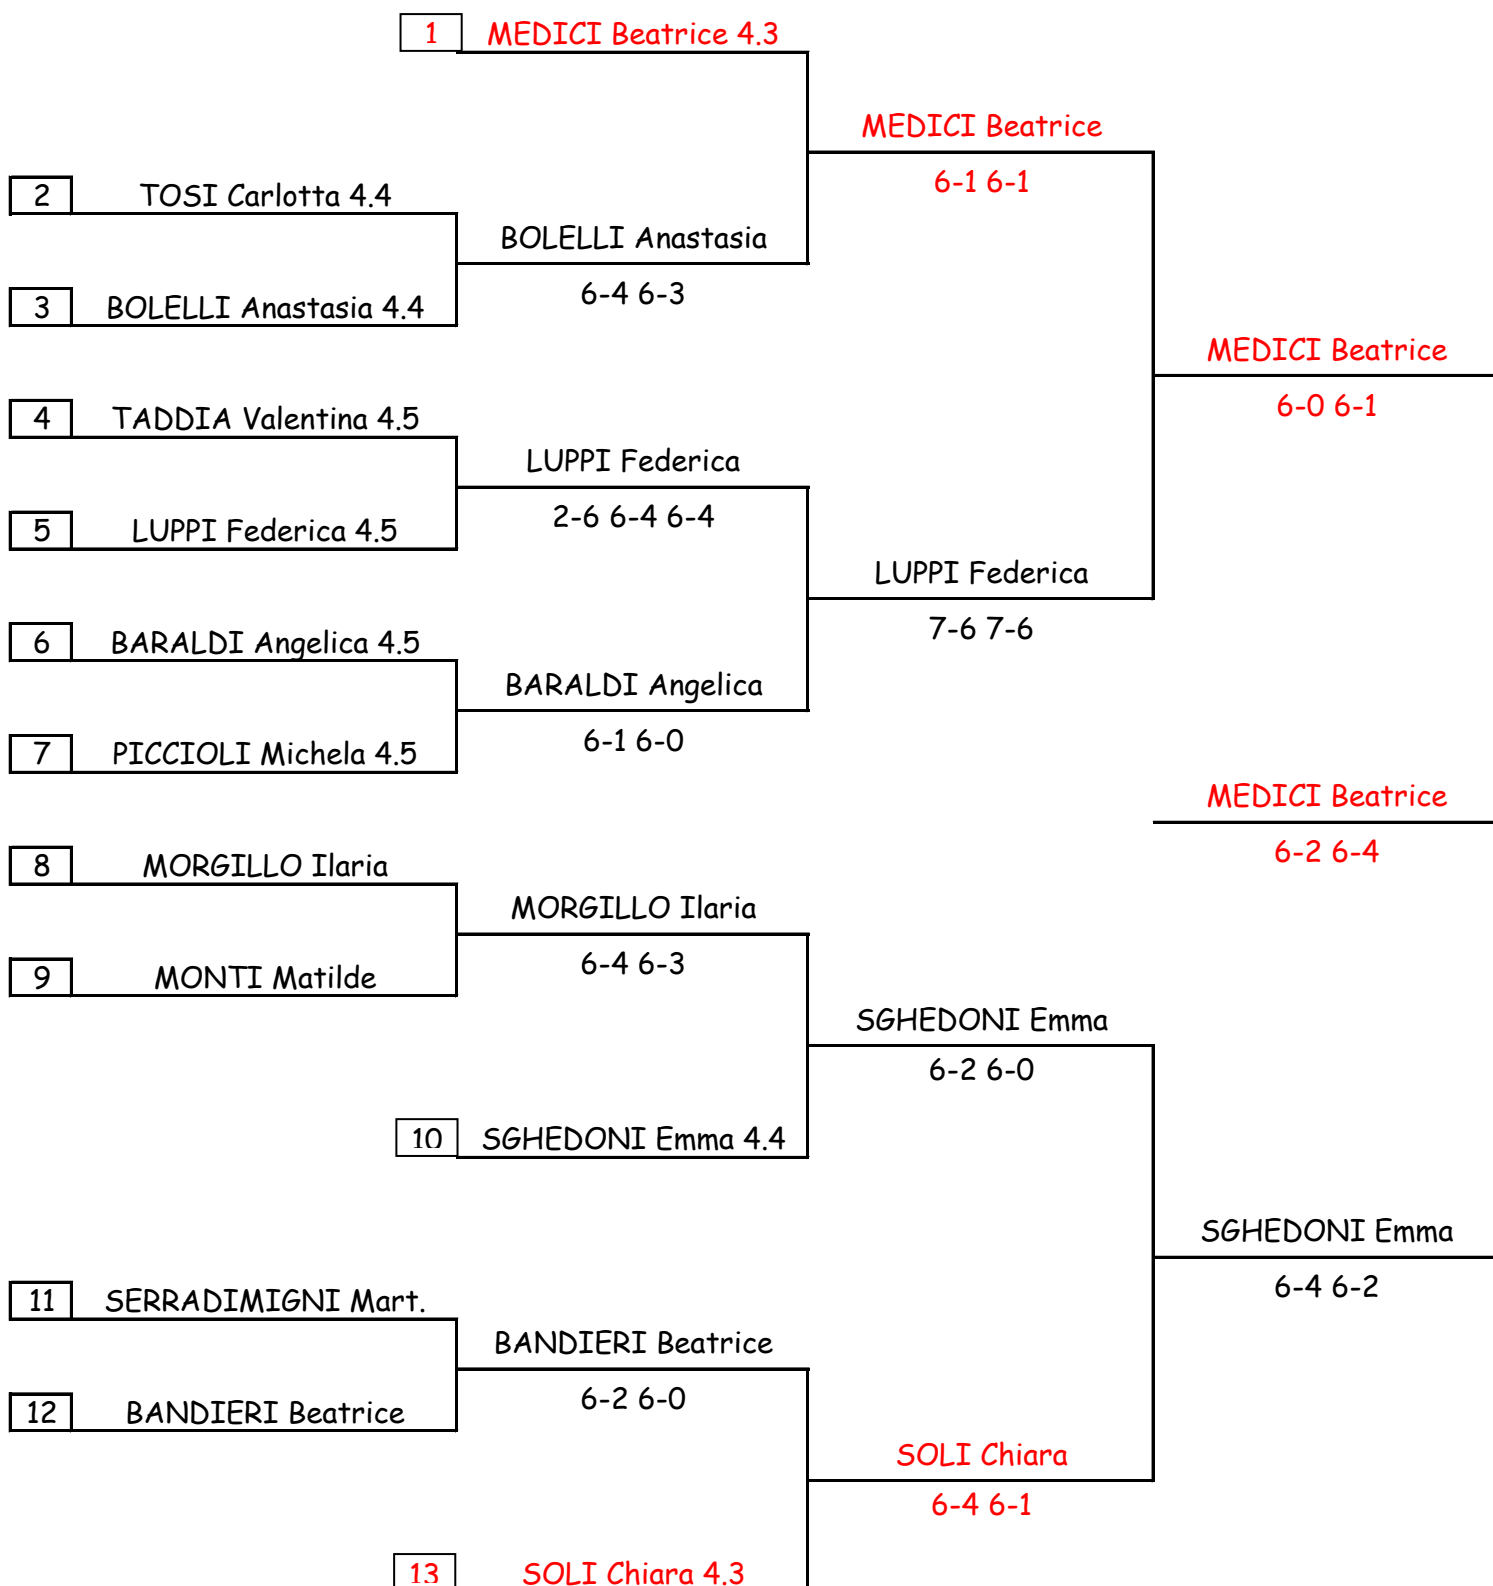 1 MEDICI Beatrice 4.3
MEDICI Beatrice
6-1 6-1
2 TOSI Carlotta 4.4
BOLELLI Anastasia
6-4 6-3
3 BOLELLI Anastasia 4.4
MEDICI Beatrice
6-0 6-1
4 TADDIA Valentina 4.5
LUPPI Federica
2-6 6-4 6-4
5 LUPPI Federica 4.5
LUPPI Federica
7-6 7-6
6 BARALDI Angelica 4.5
BARALDI Angelica
6-1 6-0
7 PICCIOLI Michela 4.5
MEDICI Beatrice
6-2 6-4
8 MORGILLO Ilaria
MORGILLO Ilaria
6-4 6-3
9 MONTI Matilde
SGHEDONI Emma
6-2 6-0
10 SGHEDONI Emma 4.4
SGHEDONI Emma
6-4 6-2
11 SERRADIMIGNI Mart.
BANDIERI Beatrice
6-2 6-0
12 BANDIERI Beatrice
SOLI Chiara
6-4 6-1
13 SOLI Chiara 4.3